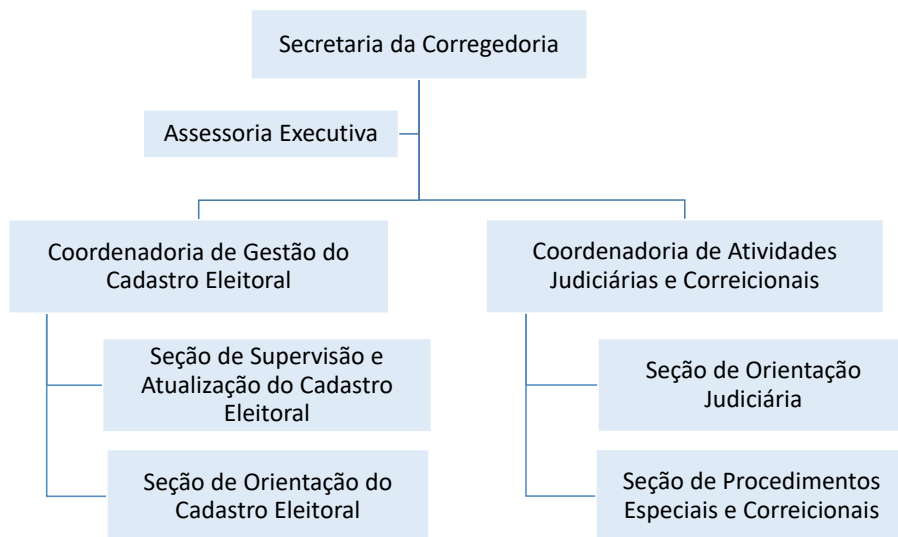 Secretaria da Corregedoria
Assessoria Executiva
Coordenadoria de Gestão do
Cadastro Eleitoral
Coordenadoria de Atividades
Judiciárias e Correicionais
Seção de Supervisão e
Atualização do Cadastro
Eleitoral
Seção de Orientação
Judiciária
Seção de Orientação do
Cadastro Eleitoral
Seção de Procedimentos
Especiais e Correicionais